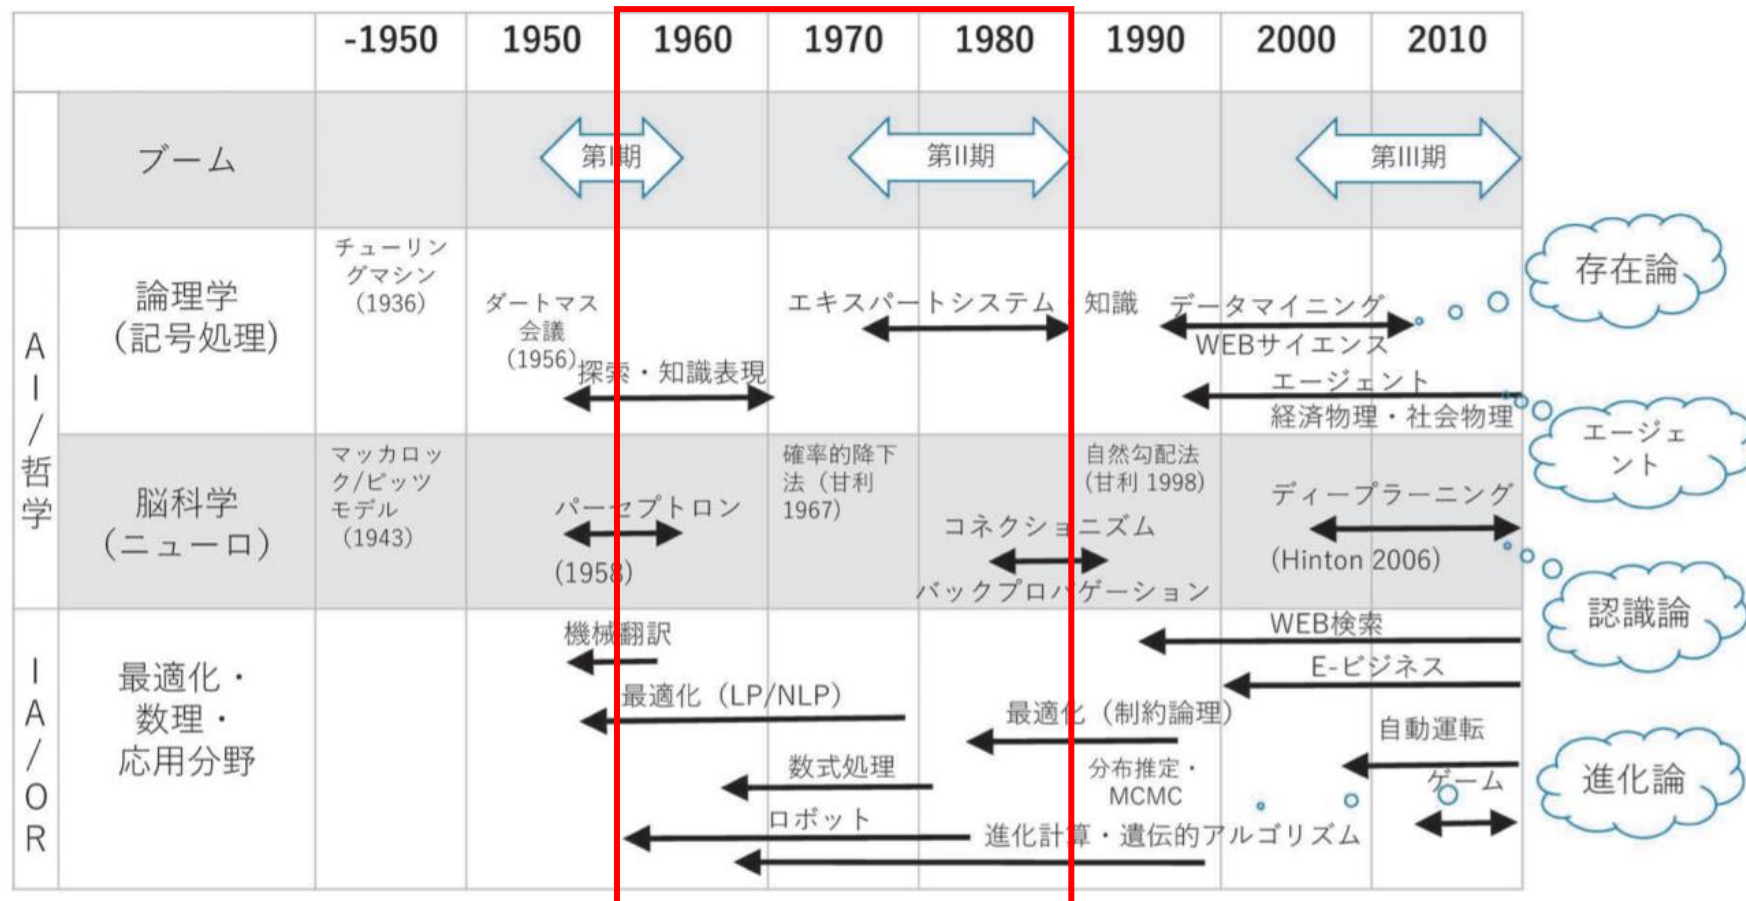 -1950 1950 1960 1970 1980 1990 2000 2010
ブーム
第I期
第II期
第III期
AI/哲学
論理学
（記号処理）
チューリン
グマシン
（1936）
ダートマス
会議
（1956）
探索・知識表現
エキスパートシステム・知識
データマイニング
WEBサイエンス
エージェント
経済物理・社会物理
存在論
脳科学
（ニューロ）
マッカロッ
ク/ピッツ
モデル
（1943）
パーセプトロン
(1958)
確率的降下
法（甘利
1967）
コネクショニズム
バックプロパゲーション
自然勾配法
(甘利 1998)
ディープラーニング
(Hinton 2006)
エージェ
ント
認識論
IA/OR
最適化・
数理・
応用分野
機械翻訳
最適化（LP/NLP）
数式処理
ロボット
最適化（制約論理）
分布推定・
MCMC
進化計算・遺伝的アルゴリズム
WEB検索
E-ビジネス
自動運転
ゲーム
進化論